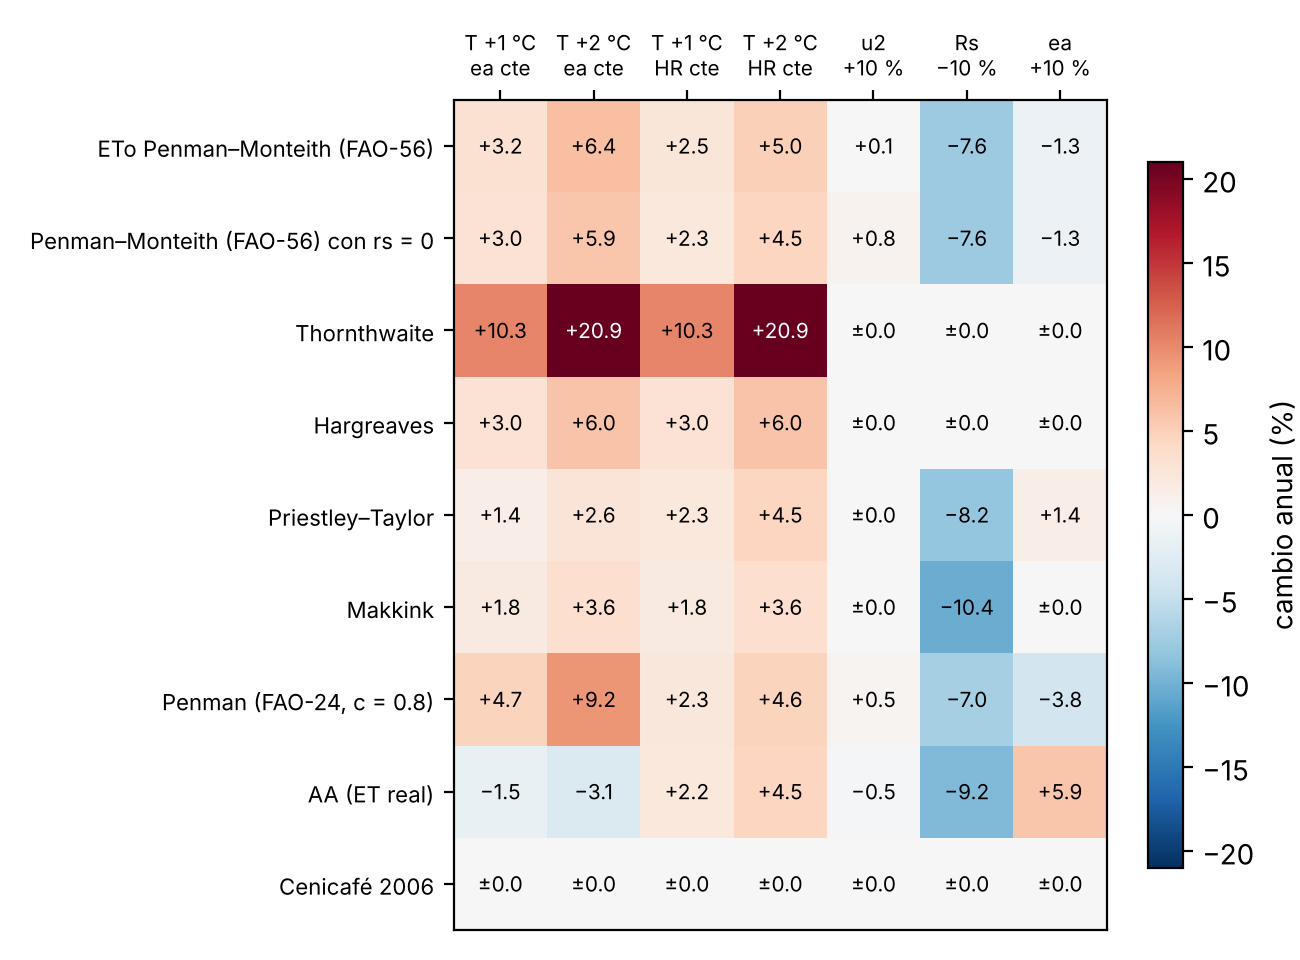 T +1 °C T +2 °C T +1 °C T +2 °C u2 Rs ea
ea cte ea cte HR cte HR cte +10 % −10 % +10 %
ETo Penman–Monteith (FAO-56) +3.2 +6.4 +2.5 +5.0 +0.1 −7.6 −1.3
Penman–Monteith (FAO-56) con rs = 0 +3.0 +5.9 +2.3 +4.5 +0.8 −7.6 −1.3
Thornthwaite +10.3 +20.9 +10.3 +20.9 ±0.0 ±0.0 ±0.0
Hargreaves +3.0 +6.0 +3.0 +6.0 ±0.0 ±0.0 ±0.0
Priestley–Taylor +1.4 +2.6 +2.3 +4.5 ±0.0 −8.2 +1.4
Makkink +1.8 +3.6 +1.8 +3.6 ±0.0 −10.4 ±0.0
Penman (FAO-24, c = 0.8) +4.7 +9.2 +2.3 +4.6 +0.5 −7.0 −3.8
AA (ET real) −1.5 −3.1 +2.2 +4.5 −0.5 −9.2 +5.9
Cenicafé 2006 ±0.0 ±0.0 ±0.0 ±0.0 ±0.0 ±0.0 ±0.0
20
15
10
5
0
−5
−10
−15
−20
cambio anual (%)